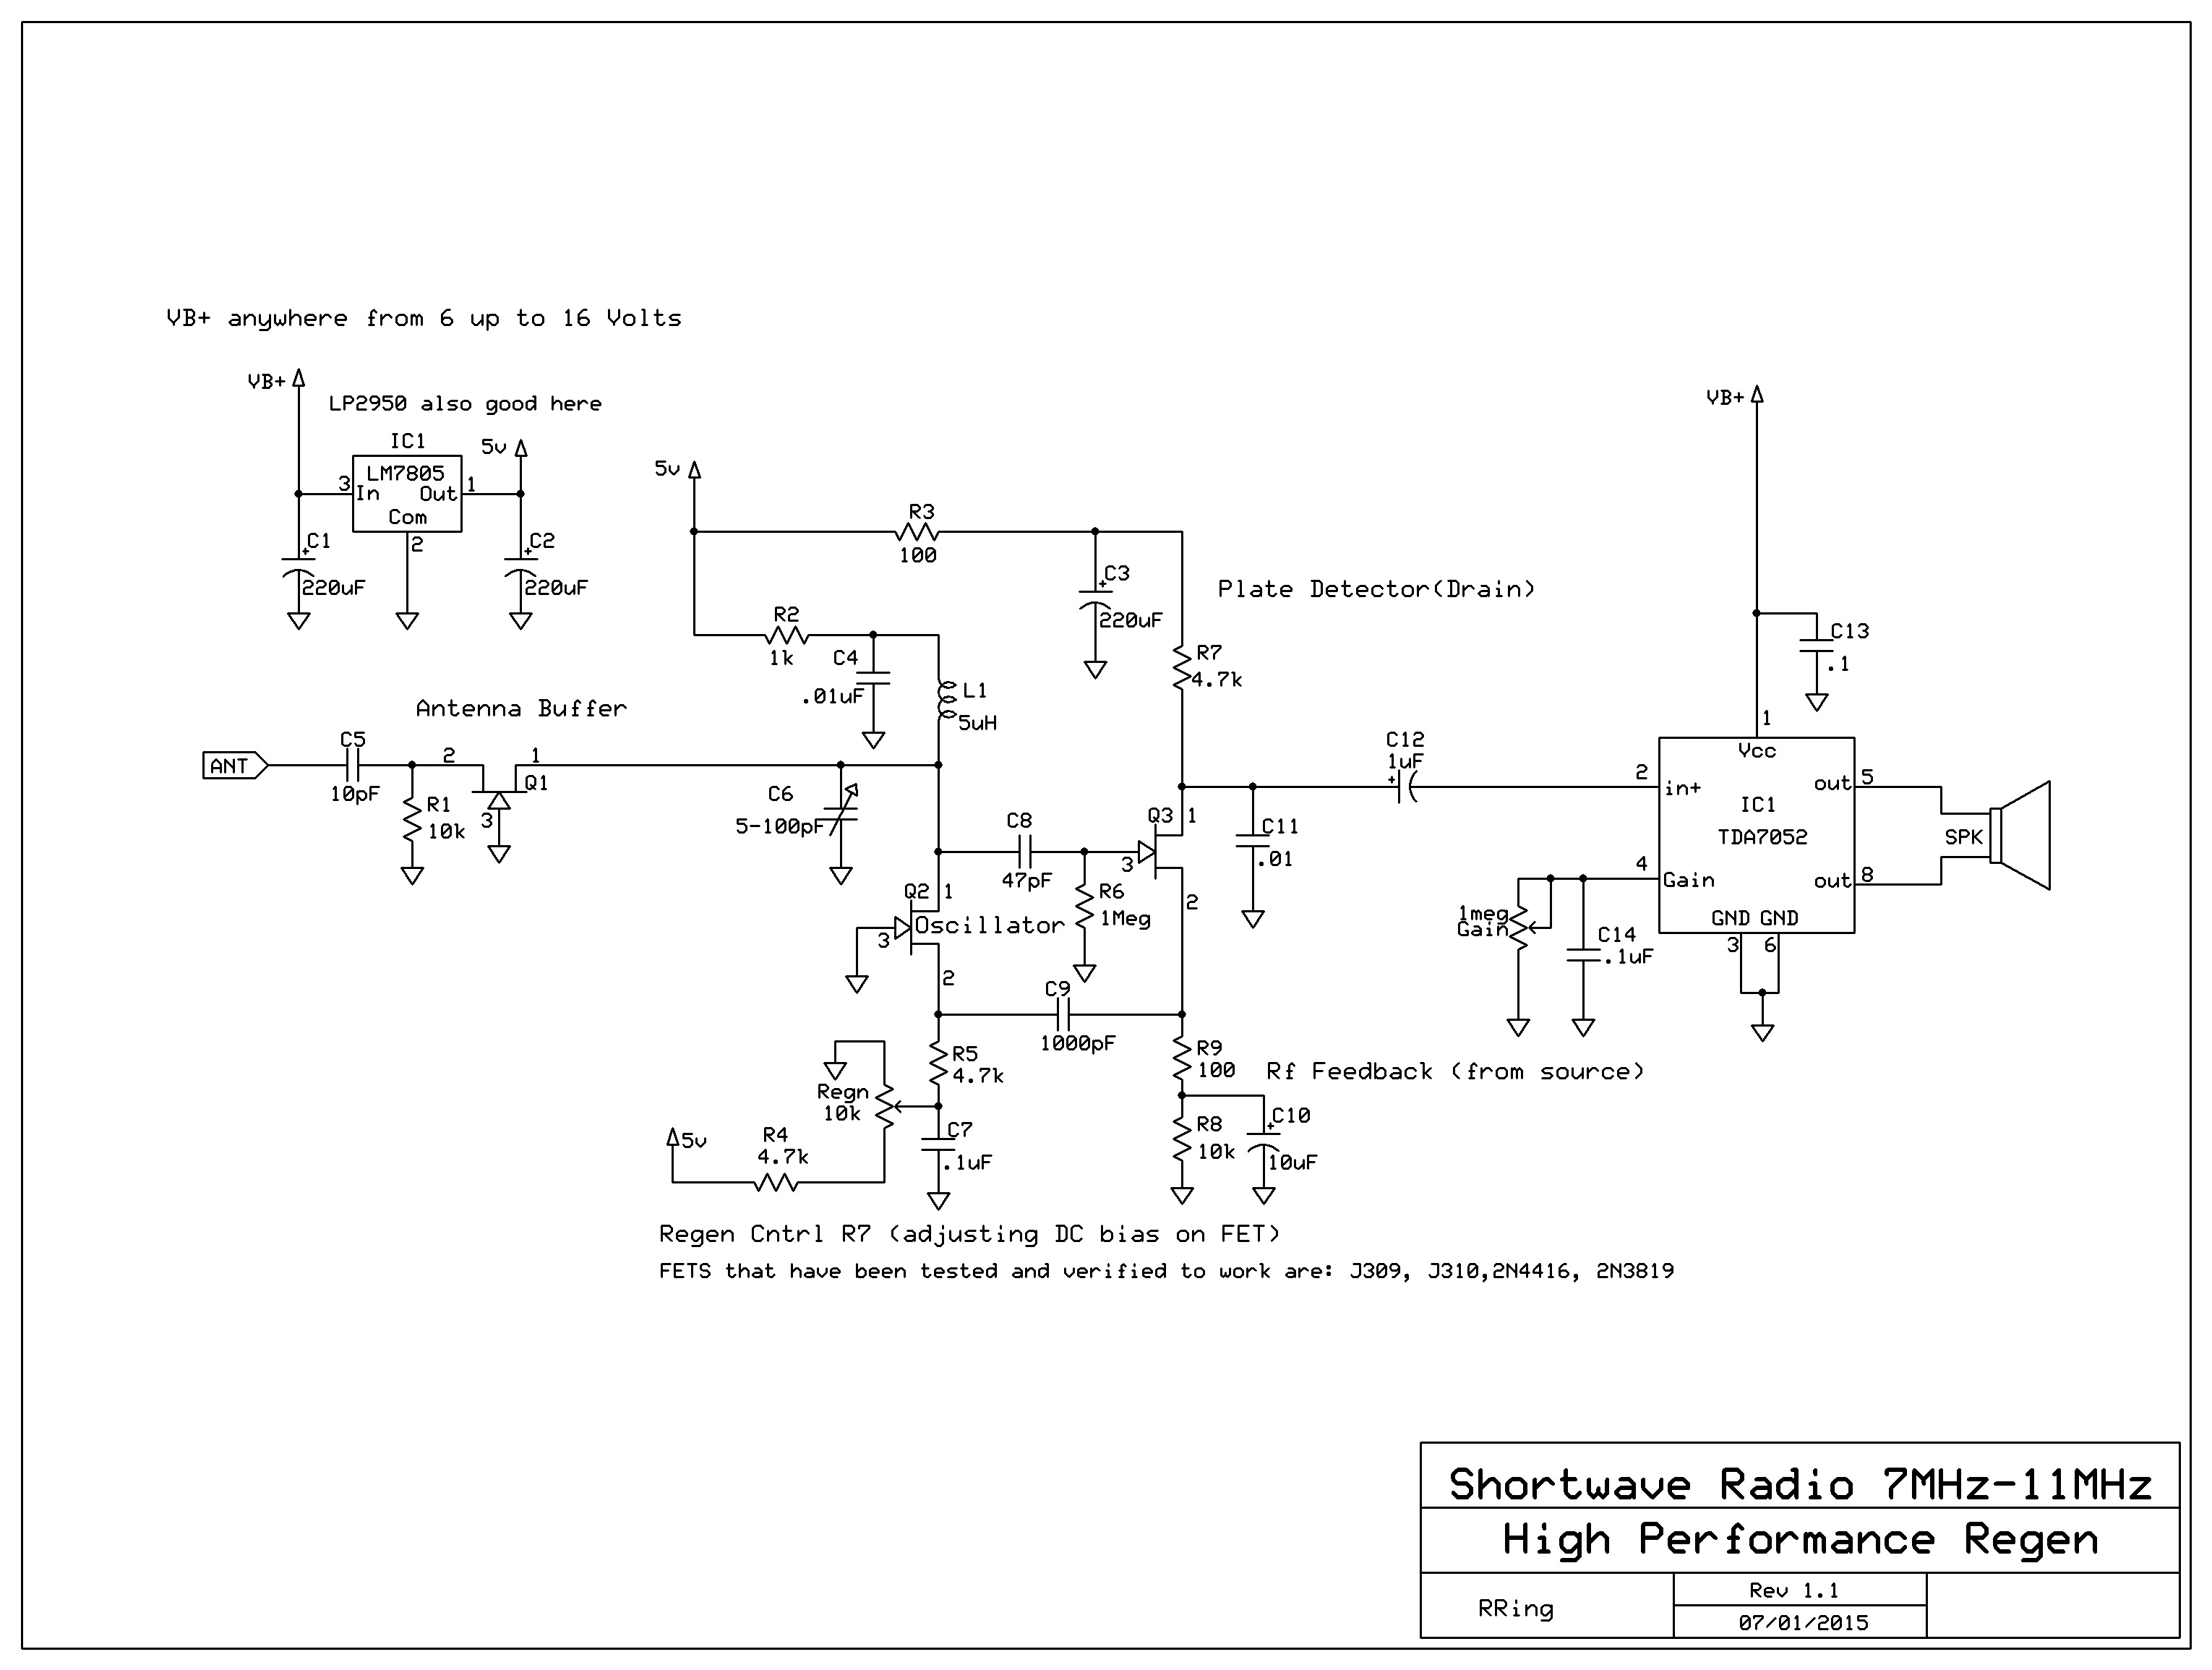 VB+ anywhere from 6 up to 16 Volts
VB+
LP2950 also good here
IC1
5v
LM7805
3
In
Out
1
Com
2
C1
+
220uF
C2
+
220uF
5v
R3
100
C3
+
220uF
R2
1k
C4
.01uF
L1
5uH
Plate Detector(Drain)
R7
4.7k
VB+
C13
.1
Antenna Buffer
ANT
C5
10pF
2
1
Q1
3
R1
10k
C6
5-100pF
C8
47pF
Q3
1
3
2
R6
1Meg
Q2
1
Oscillator
3
2
C11
.01
C12
1uF
+
1
Vcc
2
in+
out
5
IC1
TDA7052
4
Gain
out
8
GND GND
3
6
SPK
1meg
Gain
C14
.1uF
C9
1000pF
R5
4.7k
Regn
10k
C7
.1uF
5v
R4
4.7k
R9
100
Rf Feedback (from source)
R8
10k
C10
+
10uF
Regen Cntrl R7 (adjusting DC bias on FET)
FETS that have been tested and verified to work are: J309, J310,2N4416, 2N3819
Shortwave Radio 7MHz-11MHz
High Performance Regen
RRing
Rev 1.1
07/01/2015